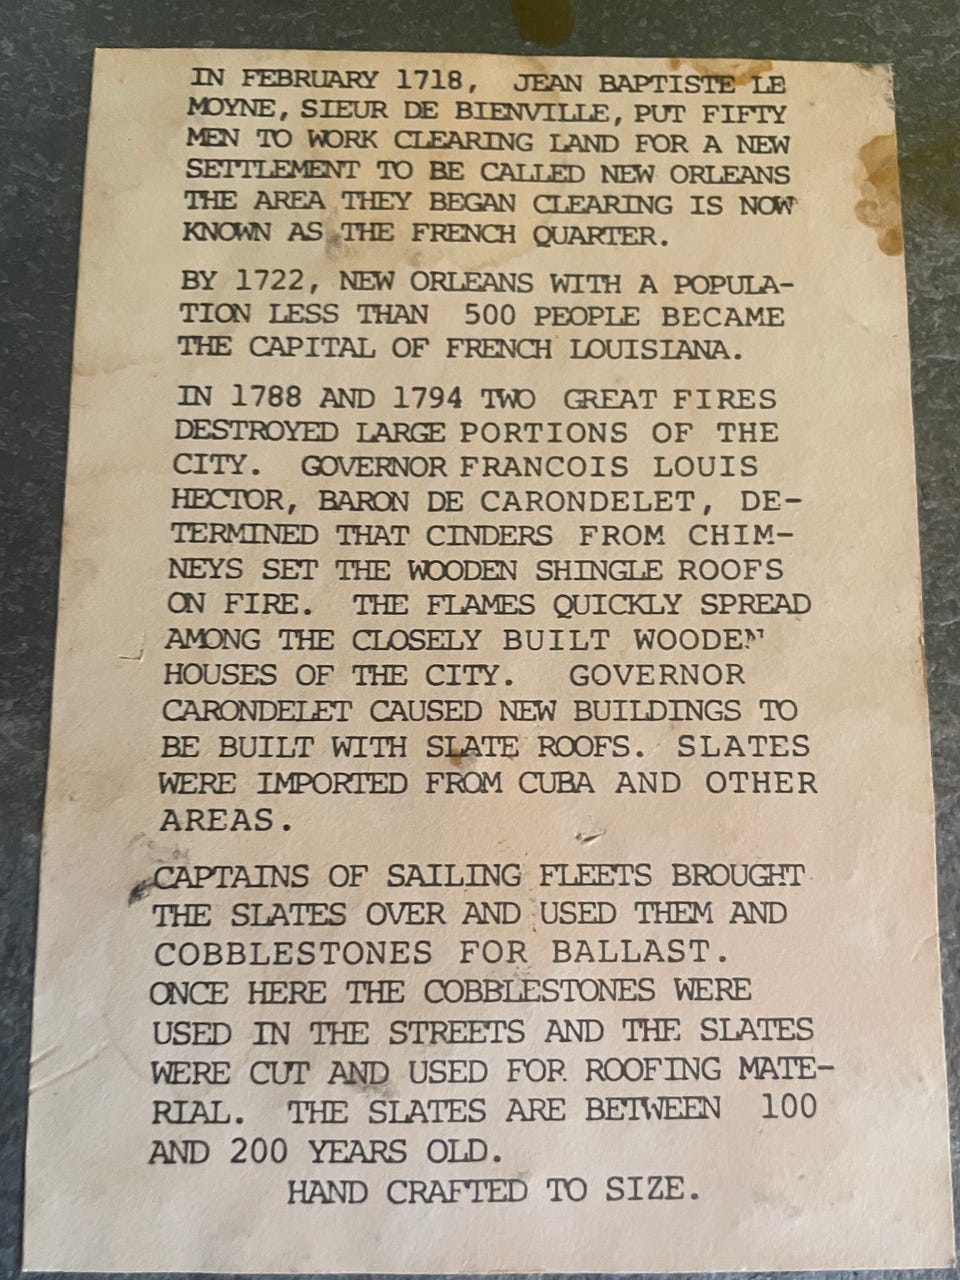 IN FEBRUARY 1718, JEAN BAPTISTE LE
MOYNE, SIEUR DE BIENVILLE, PUT FIFTY
MEN TO WORK CLEARING LAND FOR A NEW
SETTLEMENT TO BE CALLED NEW ORLEANS
THE AREA THEY BEGAN CLEARING IS NOW
KNOWN AS THE FRENCH QUARTER.
BY 1722, NEW ORLEANS WITH A POPULA-
TION LESS THAN 500 PEOPLE BECAME
THE CAPITAL OF FRENCH LOUISIANA.
IN 1788 AND 1794 TWO GREAT FIRES
DESTROYED LARGE PORTIONS OF THE
CITY. GOVERNOR FRANCOIS LOUIS
HECTOR, BARON DE CARONDELET, DE-
TERMINED THAT CINDERS FROM CHIM-
NEYS SET THE WOODEN SHINGLE ROOFS
ON FIRE. THE FLAMES QUICKLY SPREAD
AMONG THE CLOSELY BUILT WOODEN
HOUSES OF THE CITY. GOVERNOR
CARONDELET CAUSED NEW BUILDINGS TO
BE BUILT WITH SLATE ROOFS. SLATES
WERE IMPORTED FROM CUBA AND OTHER
AREAS.
CAPTAINS OF SAILING FLEETS BROUGHT
THE SLATES OVER AND USED THEM AND
COBBLESTONES FOR BALLAST.
ONCE HERE THE COBBLESTONES WERE
USED IN THE STREETS AND THE SLATES
WERE CUT AND USED FOR ROOFING MATE-
RIAL. THE SLATES ARE BETWEEN 100
AND 200 YEARS OLD.
HAND CRAFTED TO SIZE.